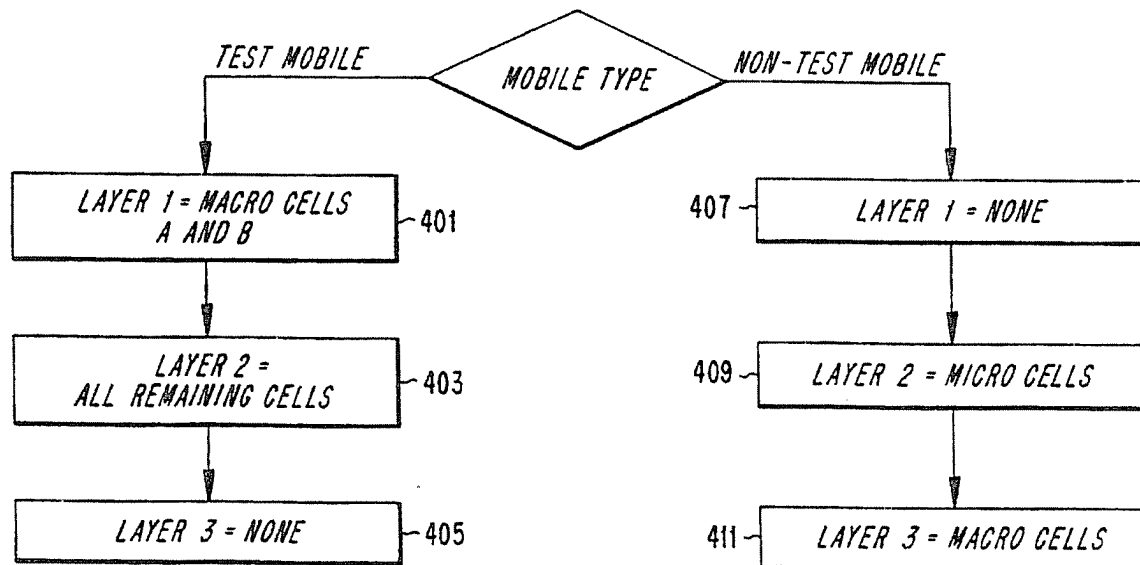 TEST MOBILE
MOBILE TYPE
NON-TEST MOBILE
LAYER 1 = MACRO CELLS
A AND B
401
407
LAYER 1 = NONE
LAYER 2 =
ALL REMAINING CELLS
403
409
LAYER 2 = MICRO CELLS
LAYER 3 = NONE
405
411
LAYER 3 = MACRO CELLS